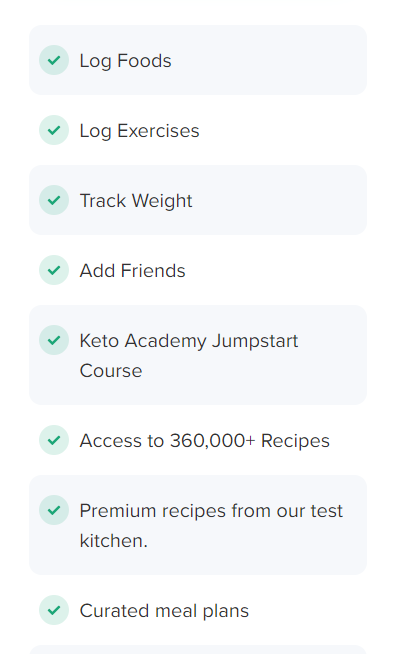 Log Foods
Log Exercises
Track Weight
Add Friends
Keto Academy Jumpstart
Course
Access to 360,000+ Recipes
Premium recipes from our test
kitchen.
Curated meal plans